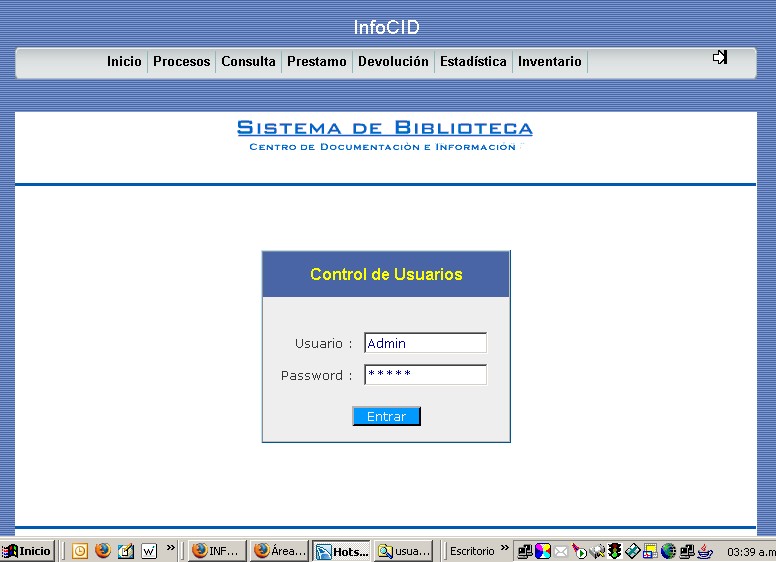 InfoCID
Inicio Procesos Consulta Prestamo Devolución Estadística Inventario
SISTEMA DE BIBLIOTECA
CENTRO DE DOCUMENTACIÓN E INFORMACIÓN
Control de Usuarios
Usuario : Admin
Password : *****
Entrar
Inicio » INF... Área... Hots... usua... Escritorio » 03:39 a.m